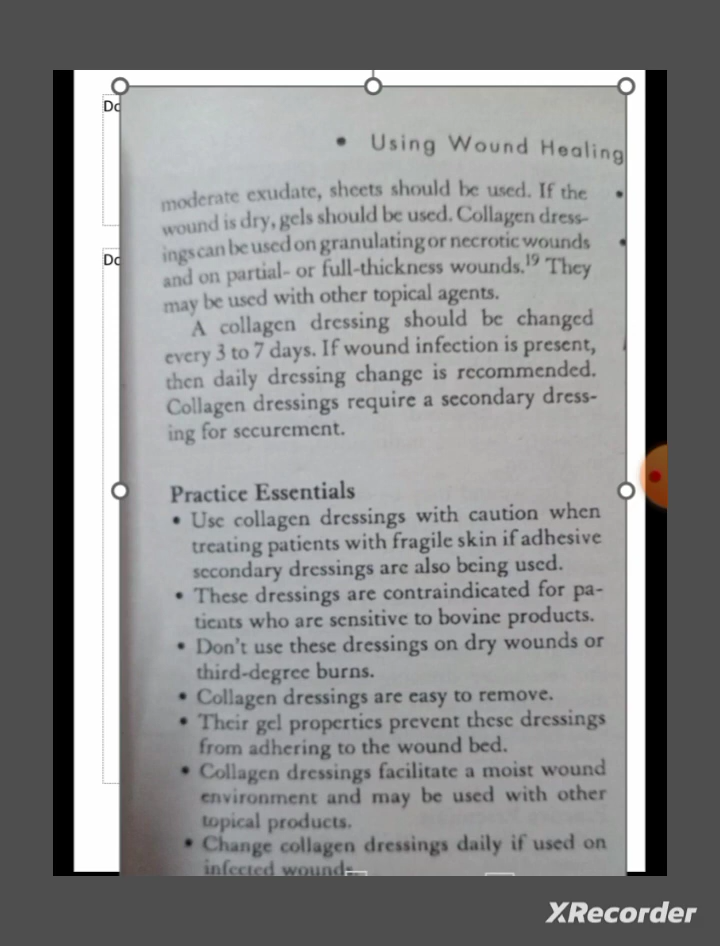 Do
Do
• Using Wound Healing
moderate exudate, sheets should be used. If the
wound is dry, gels should be used. Collagen dress-
ings can be used on granulating or necrotic wounds
and on partial- or full-thickness wounds.19 They
may be used with other topical agents.
A collagen dressing should be changed
every 3 to 7 days. If wound infection is present,
then daily dressing change is recommended.
Collagen dressings require a secondary dress-
ing for securement.
Practice Essentials
• Use collagen dressings with caution when
treating patients with fragile skin if adhesive
secondary dressings are also being used.
• These dressings are contraindicated for pa-
tients who are sensitive to bovine products.
• Don't use these dressings on dry wounds or
third-degree burns.
• Collagen dressings are easy to remove.
• Their gel properties prevent these dressings
from adhering to the wound bed.
• Collagen dressings facilitate a moist wound
environment and may be used with other
topical products.
• Change collagen dressings daily if used on
infected wounds.
XRecorder